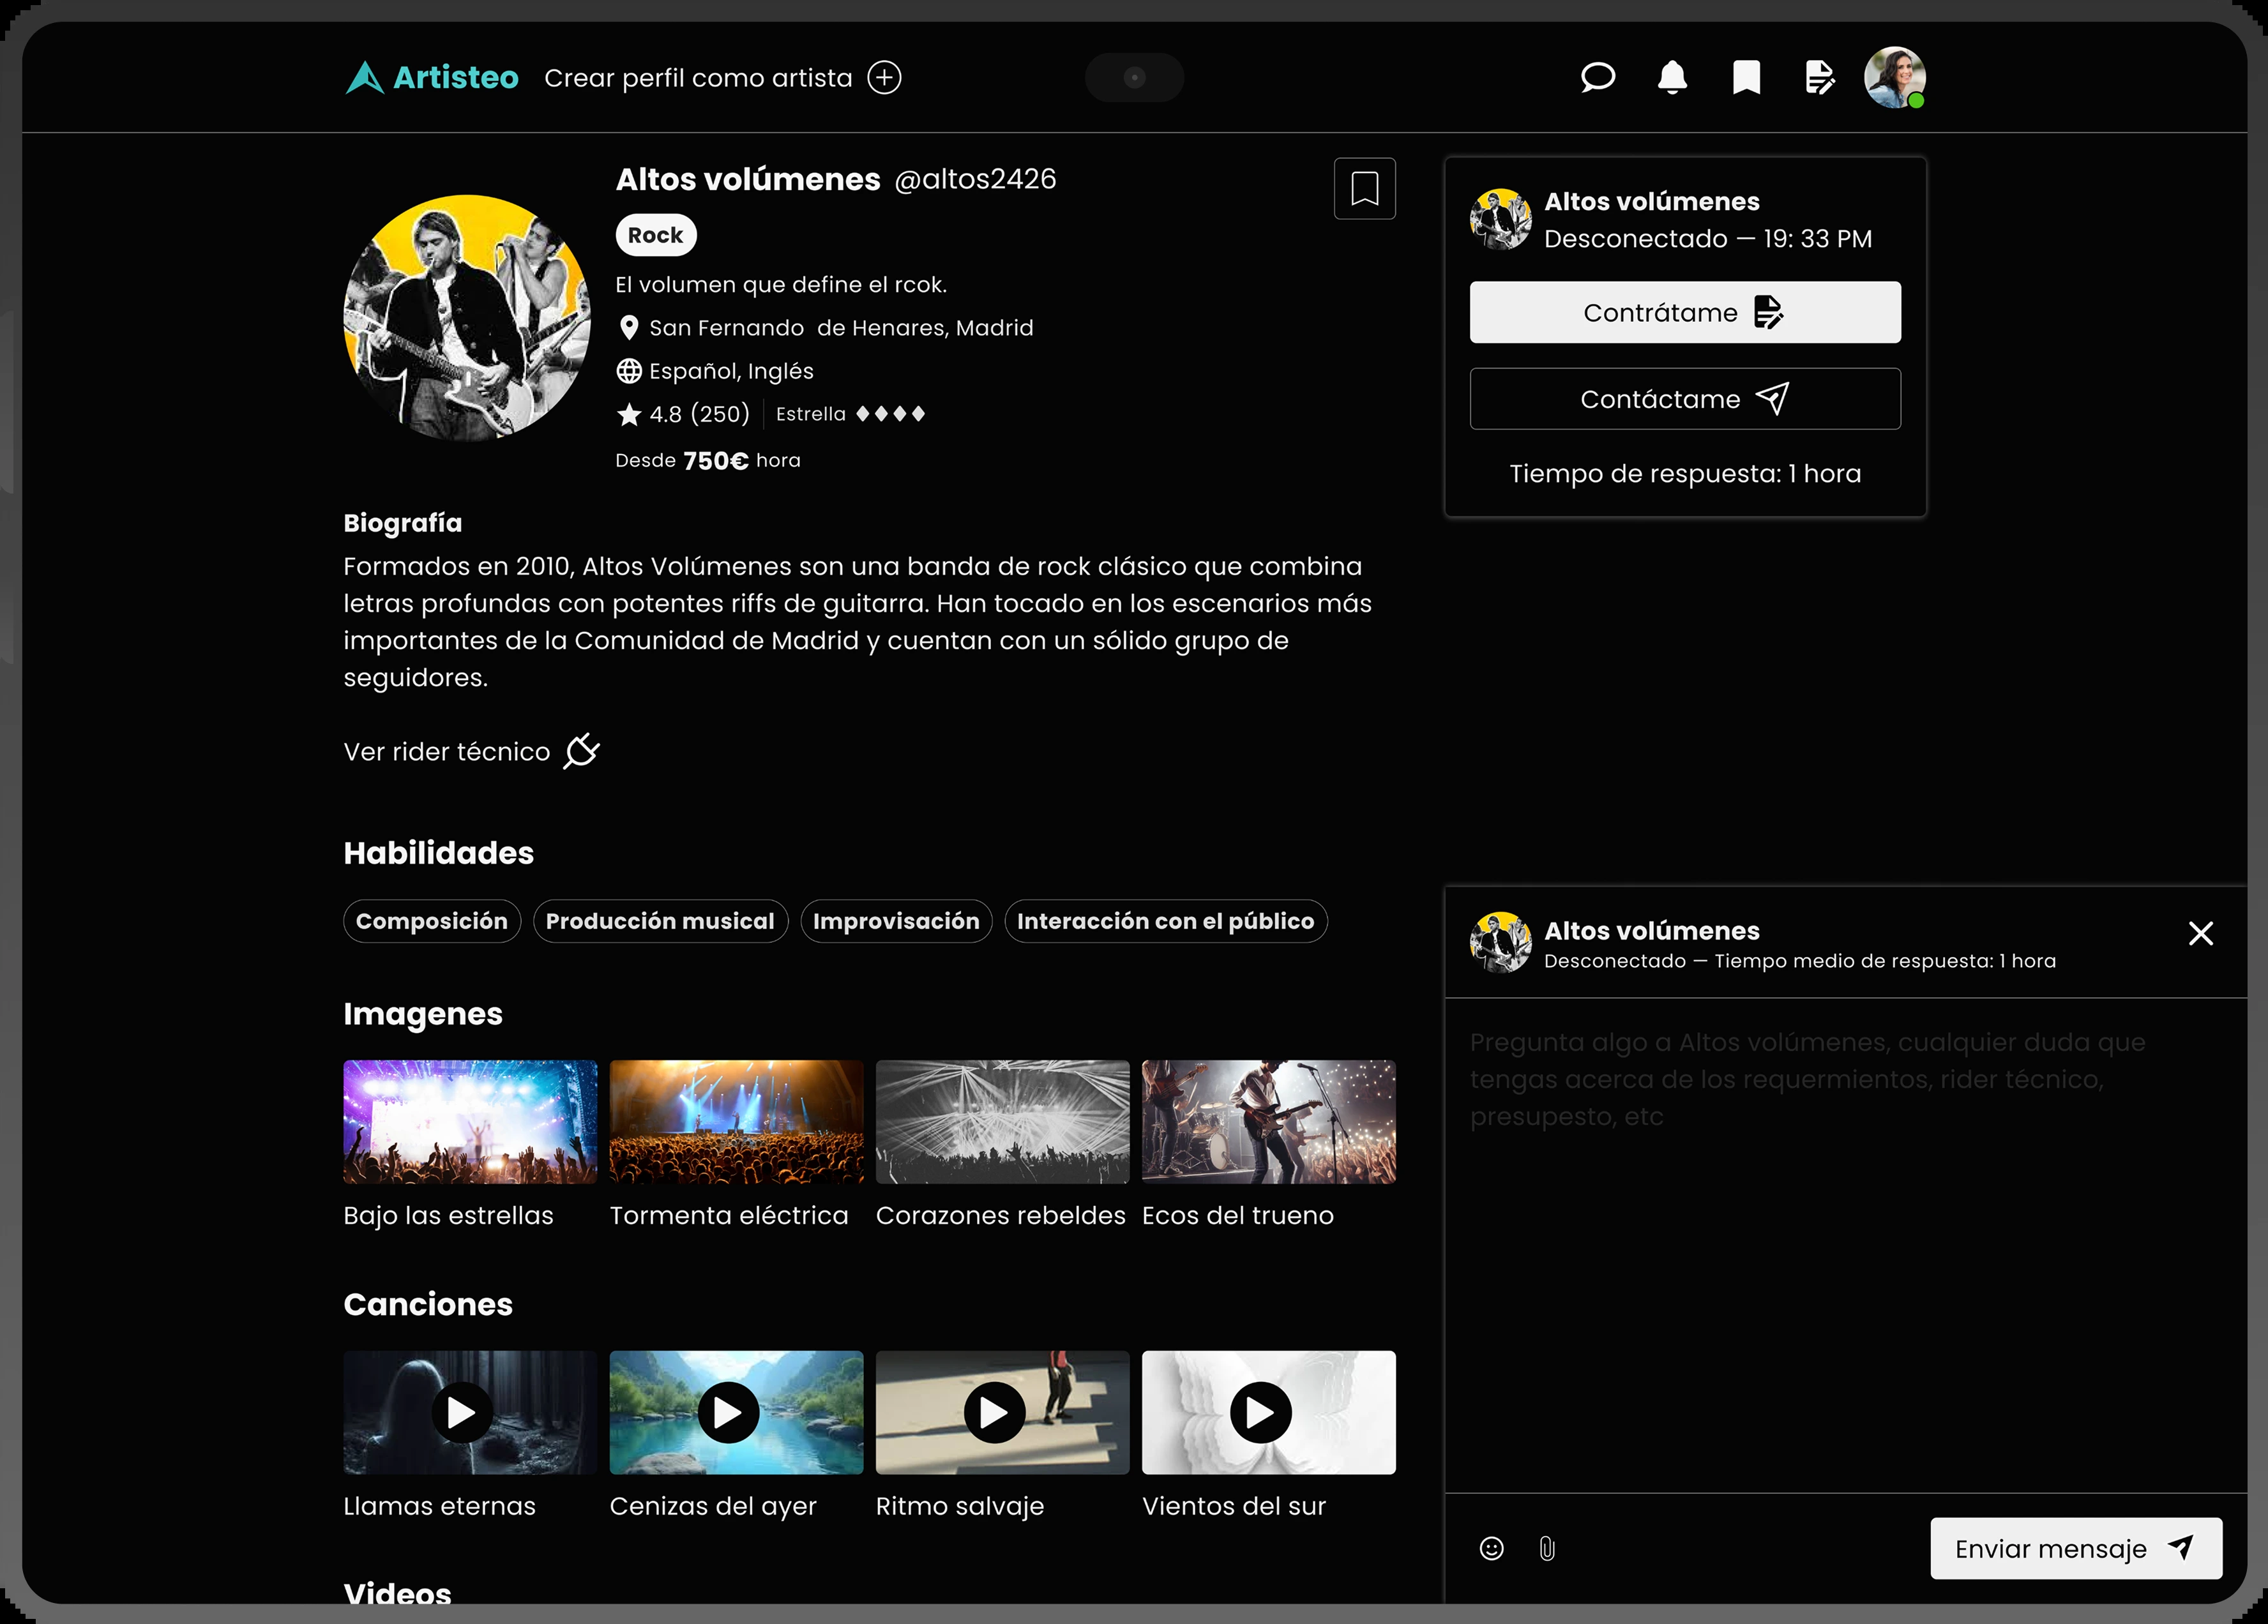 Artisteo
Crear perfil como artista
Altos volúmenes @altos2426
Rock
El volumen que define el rcok.
San Fernando de Henares, Madrid
Español, Inglés
4.8 (250) Estrella
Desde 750€ hora
Altos volúmenes
Desconectado — 19: 33 PM
Contrátame
Contáctame
Tiempo de respuesta: 1 hora
Biografía
Formados en 2010, Altos Volúmenes son una banda de rock clásico que combina
letras profundas con potentes riffs de guitarra. Han tocado en los escenarios más
importantes de la Comunidad de Madrid y cuentan con un sólido grupo de
seguidores.
Ver rider técnico
Habilidades
Composición Producción musical Improvisación Interacción con el público
Imagenes
Bajo las estrellas Tormenta eléctrica Corazones rebeldes Ecos del trueno
Canciones
Llamas eternas Cenizas del ayer Ritmo salvaje Vientos del sur
Videos
Altos volúmenes
Desconectado — Tiempo medio de respuesta: 1 hora
Pregunta algo a Altos volúmenes, cualquier duda que
tengas acerca de los requermientos, rider técnico,
presupesto, etc
Enviar mensaje